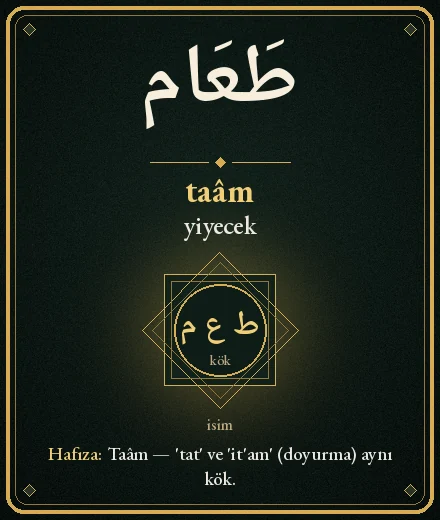 طَعَام
taâm
yiyecek
ط ع م
kök
isim
Hafıza: Taâm — 'tat' ve 'it'am' (doyurma) aynı
kök.